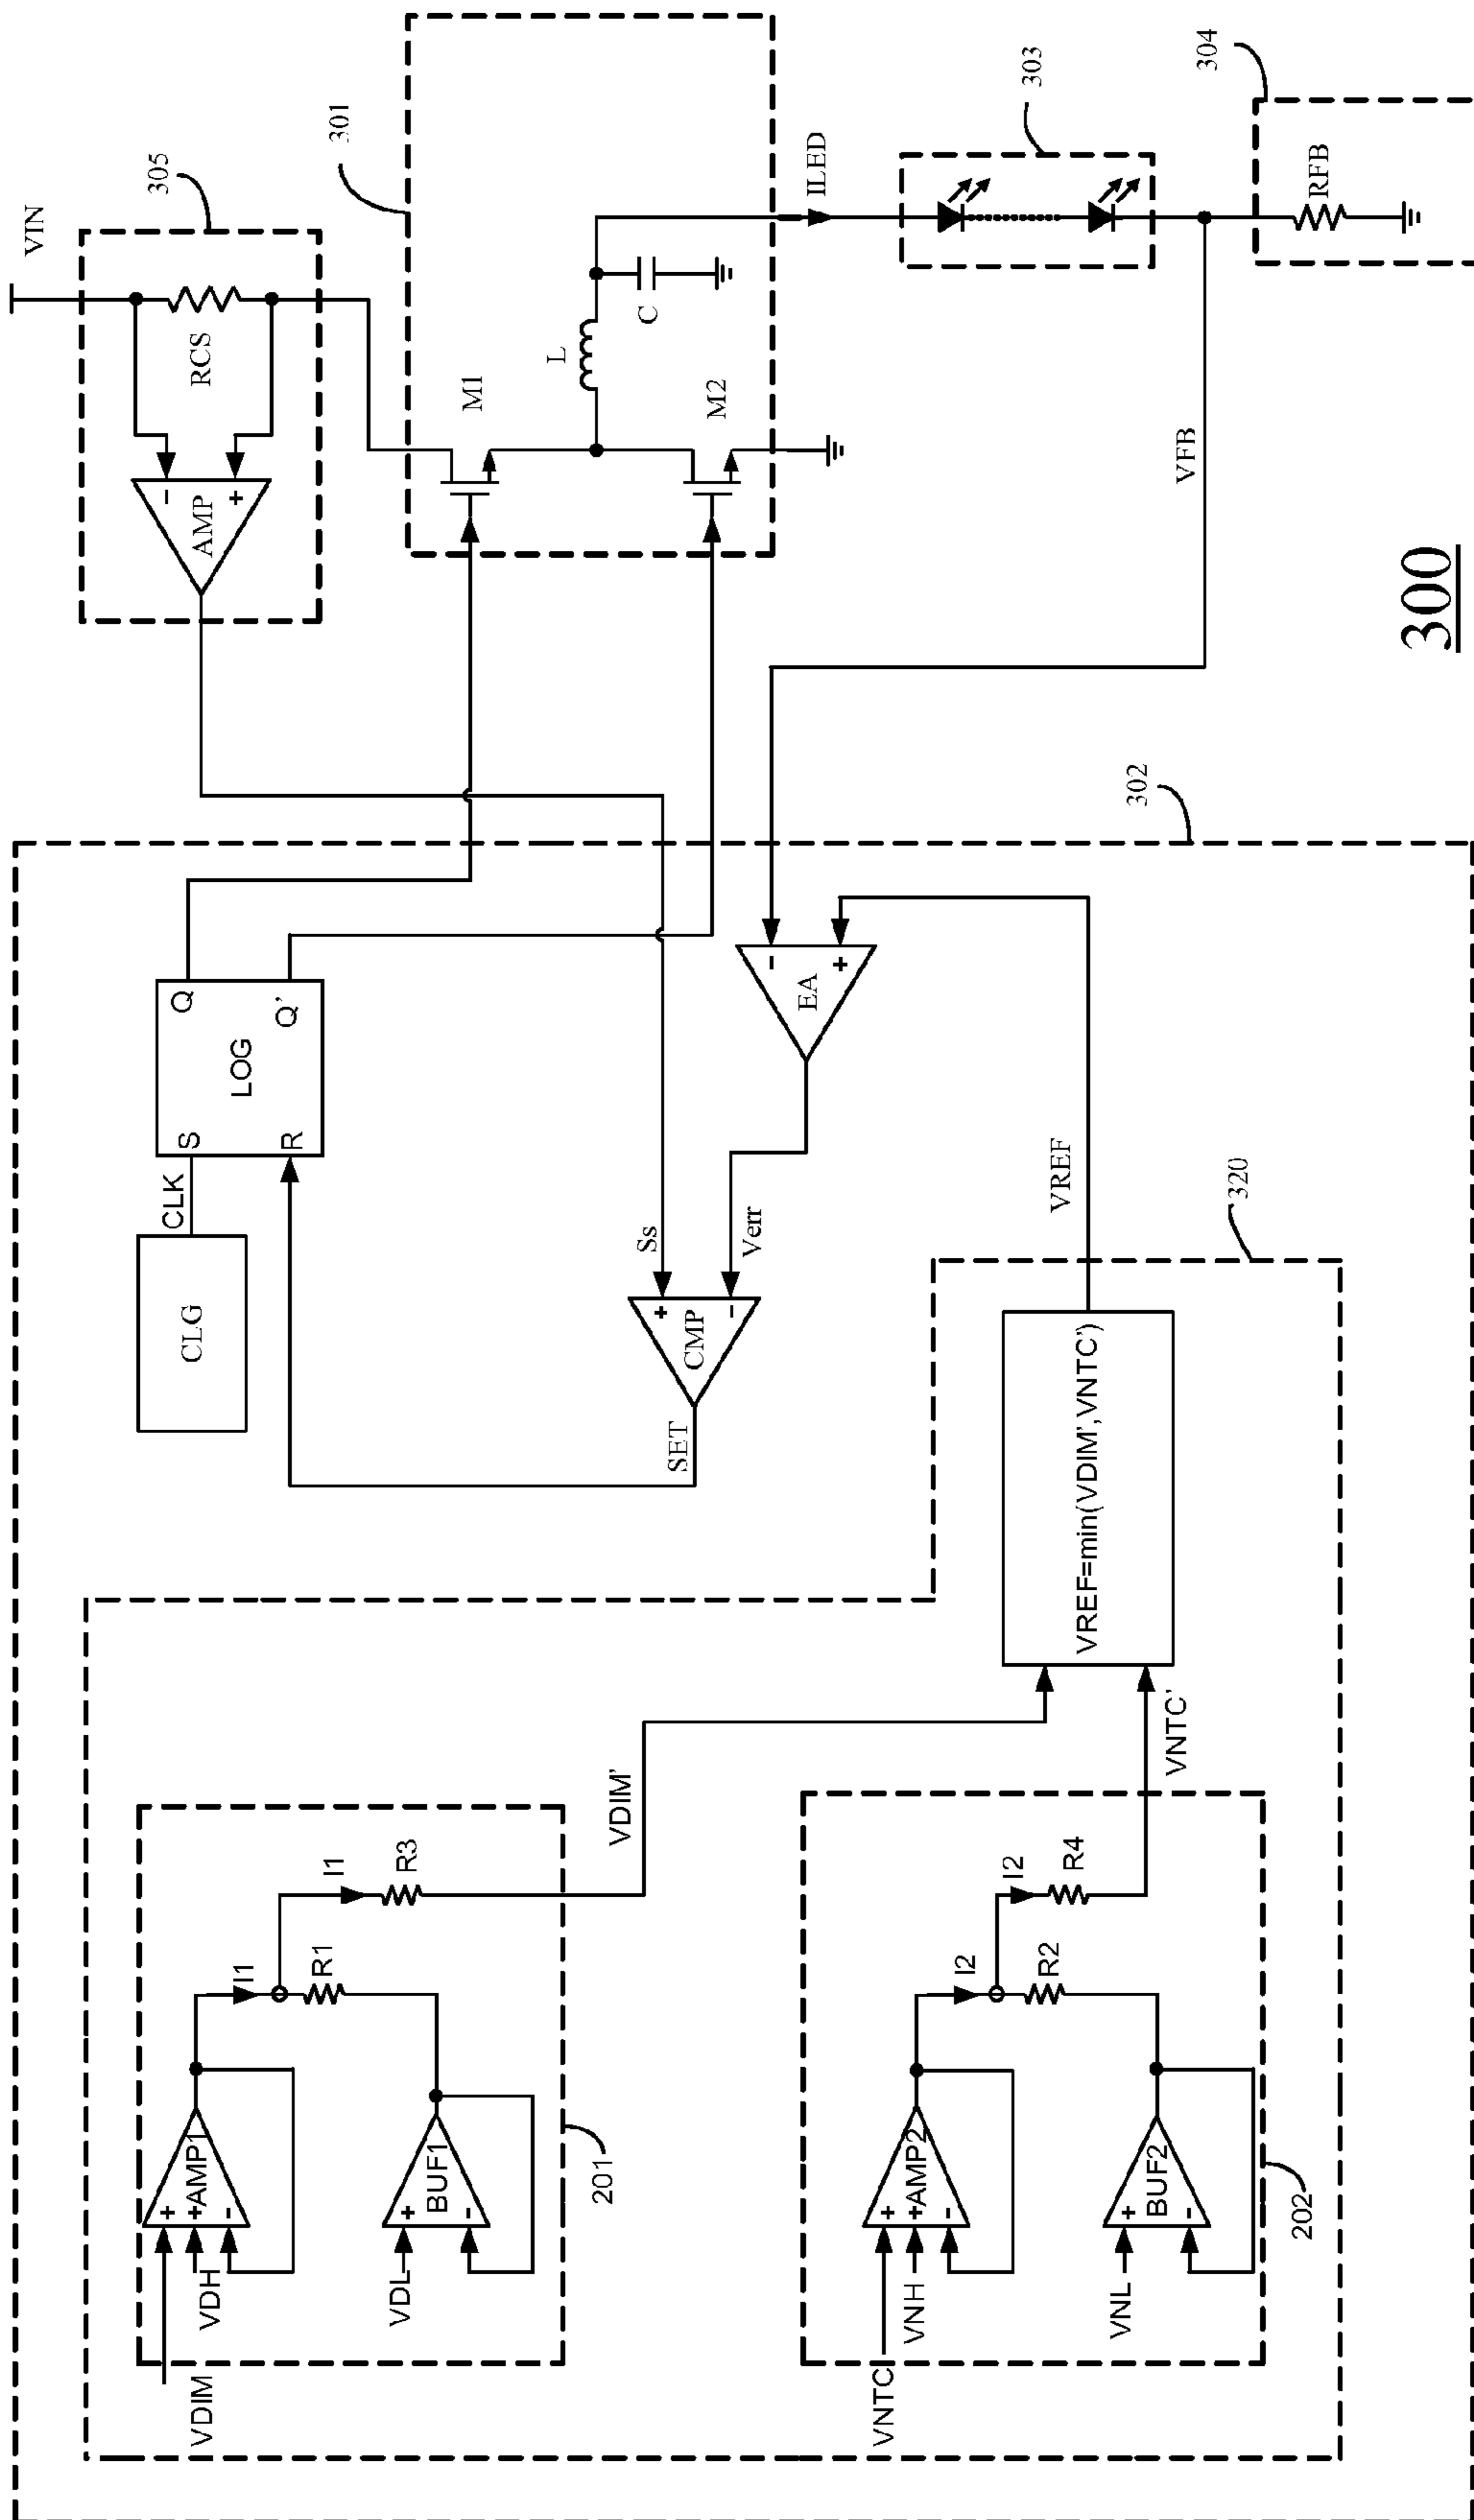 VIN
305
RCS
-
+
AMP
301
M1
L
C
M2
ILED
303
304
RFB
VFB
300
302
CLG
CLK
S
Q
LOG
R
Q'
-
EA
+
Ss
+
CMP
-
Verr
SET
VREF
320
VREF=min(VDIM',VNTC')
VDIM'
VNTC'
VDIM
+
VDH
+AMP1
-
I1
I1
R1
R3
VDL
+
BUF1
-
201
VNTC
+
VNH
+AMP2
-
I2
I2
R2
R4
VNL
+
BUF2
-
202